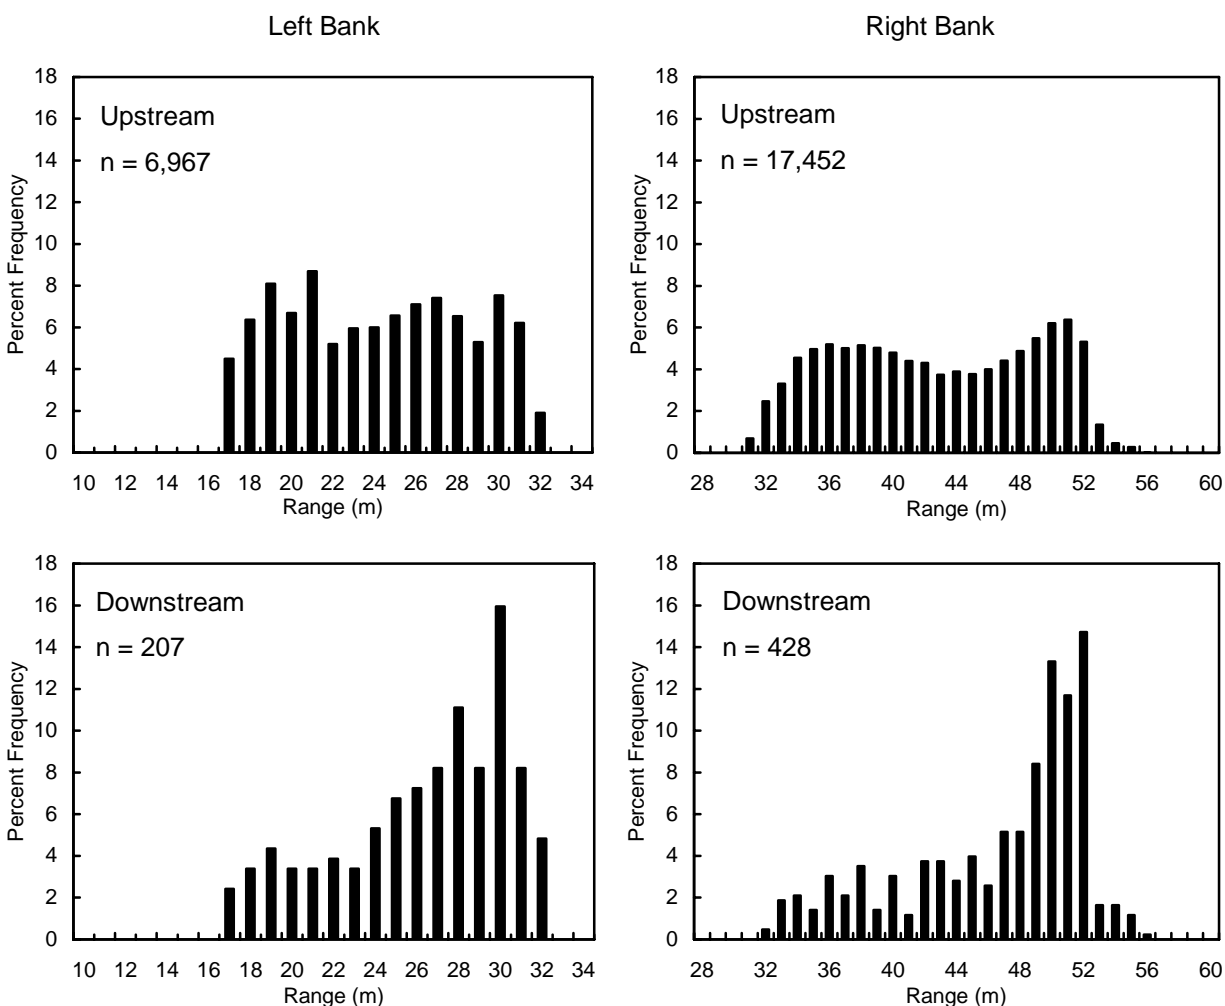 Left Bank
Right Bank
Upstream
n = 6,967
Percent Frequency
18
16
14
12
10
8
6
4
2
0
10 12 14 16 18 20 22 24 26 28 30 32 34
Range (m)
Upstream
n = 17,452
Percent Frequency
18
16
14
12
10
8
6
4
2
0
28 32 36 40 44 48 52 56 60
Range (m)
Downstream
n = 207
Percent Frequency
18
16
14
12
10
8
6
4
2
0
10 12 14 16 18 20 22 24 26 28 30 32 34
Range (m)
Downstream
n = 428
Percent Frequency
18
16
14
12
10
8
6
4
2
0
28 32 36 40 44 48 52 56 60
Range (m)